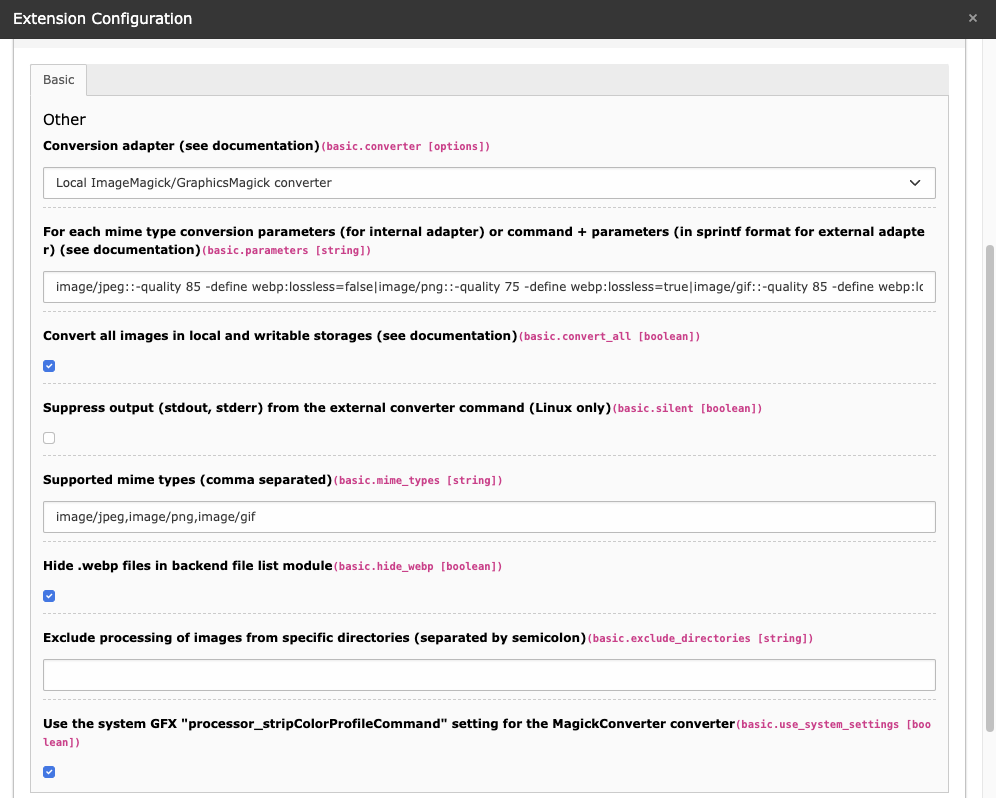 Extension Configuration
×
Basic
Other
Conversion adapter (see documentation)(basic.converter [options])
Local ImageMagick/GraphicsMagick converter
For each mime type conversion parameters (for internal adapter) or command + parameters (in sprintf format for external adapte
r) (see documentation)(basic.parameters [string])
image/jpeg::-quality 85 -define webp:lossless=false|image/png::-quality 75 -define webp:lossless=true|image/gif::-quality 85 -define webp:lo
Convert all images in local and writable storages (see documentation)(basic.convert_all [boolean])
Suppress output (stdout, stderr) from the external converter command (Linux only)(basic.silent [boolean])
Supported mime types (comma separated)(basic.mime_types [string])
image/jpeg,image/png,image/gif
Hide .webp files in backend file list module(basic.hide_webp [boolean])
Exclude processing of images from specific directories (separated by semicolon)(basic.exclude_directories [string])
Use the system GFX "processor_stripColorProfileCommand" setting for the MagickConverter converter(basic.use_system_settings [boo
lean])